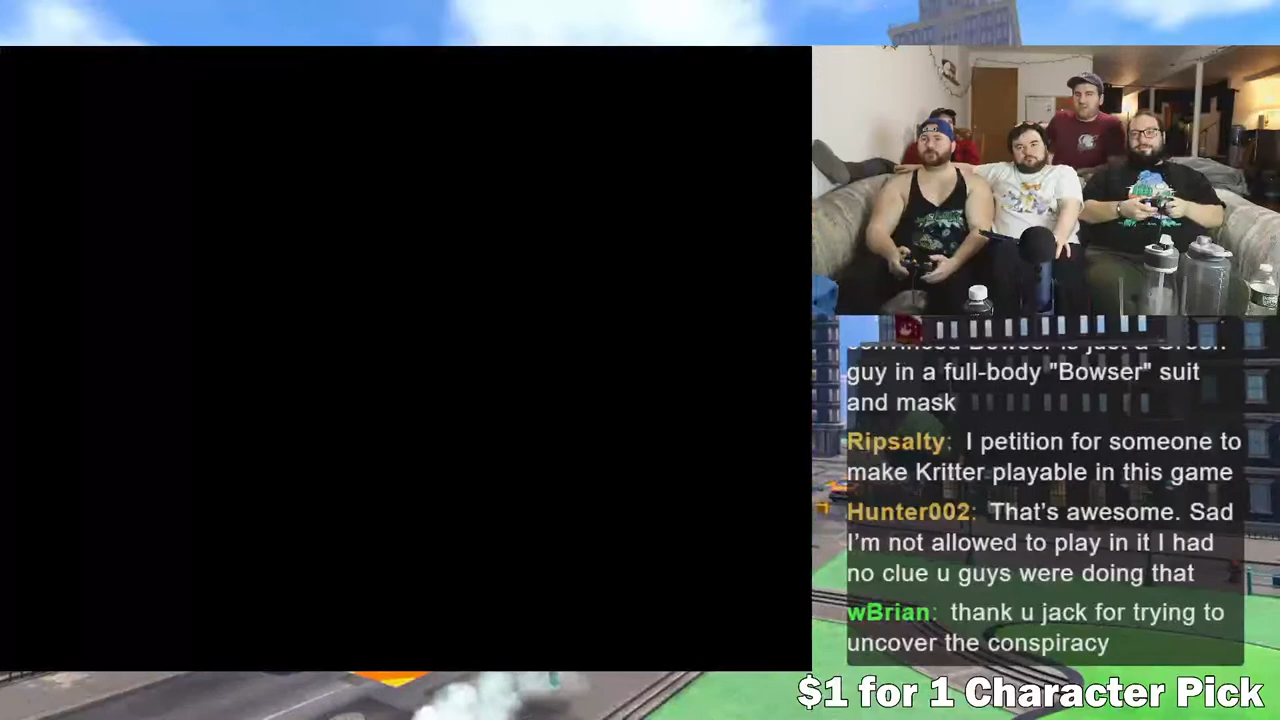 guy in a full-body "Bowser" suit
and mask
Ripsalty: I petition for someone to
make Kritter playable in this game
Hunter002: That's awesome. Sad
I'm not allowed to play in it I had
no clue u guys were doing that
wBrian: thank u jack for trying to
uncover the conspiracy
$1 for 1 Character Pick